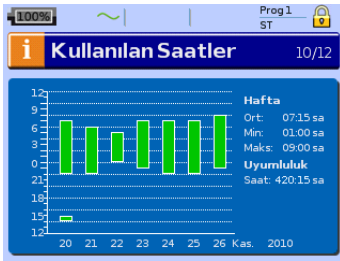 100%
Prog 1
ST
i Kullanılan Saatler 10/12
12
9
6
3
0
21
18
15
12
20 21 22 23 24 25 26 Kas. 2010
Hafta
Ort: 07:15 sa
Min: 01:00 sa
Maks: 09:00 sa
Uyumluluk
Saat: 420:15 sa